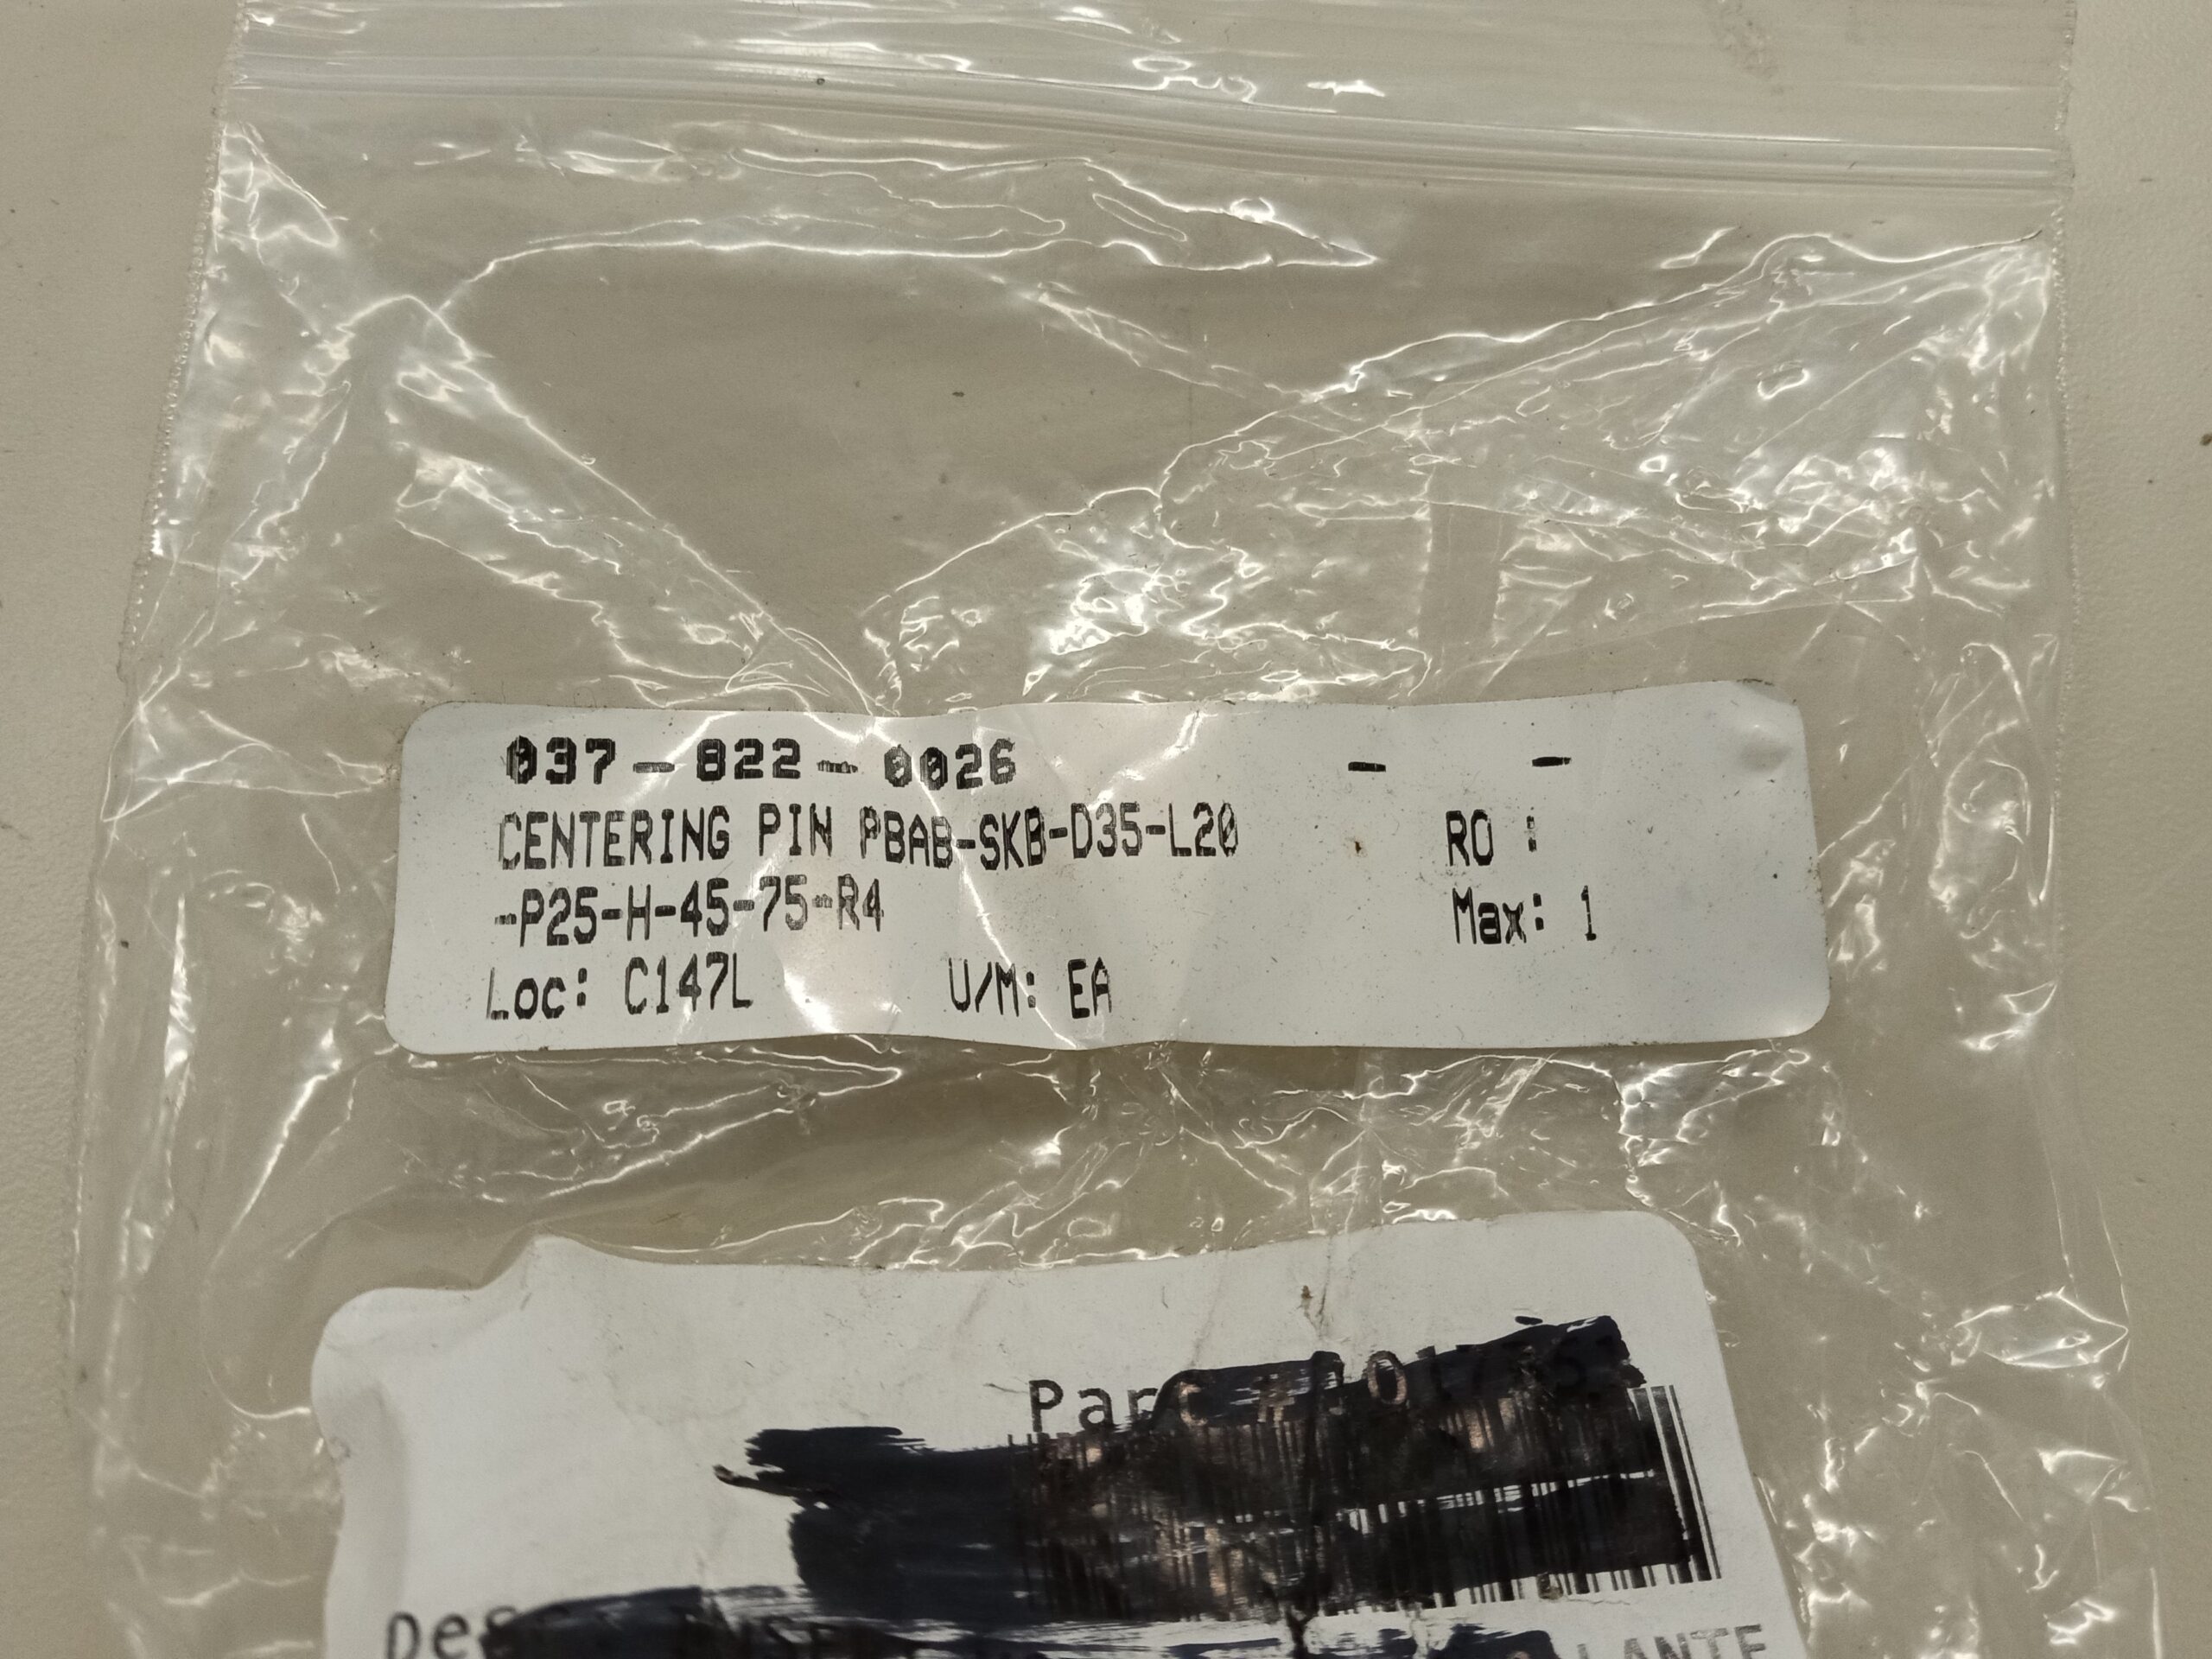 037-822-0026 - -
CENTERING PIN PBAB-SKB-D35-L20 RO :
-P25-H-45-75-R4 Max: 1
Loc: C147L U/M: EA
Part #